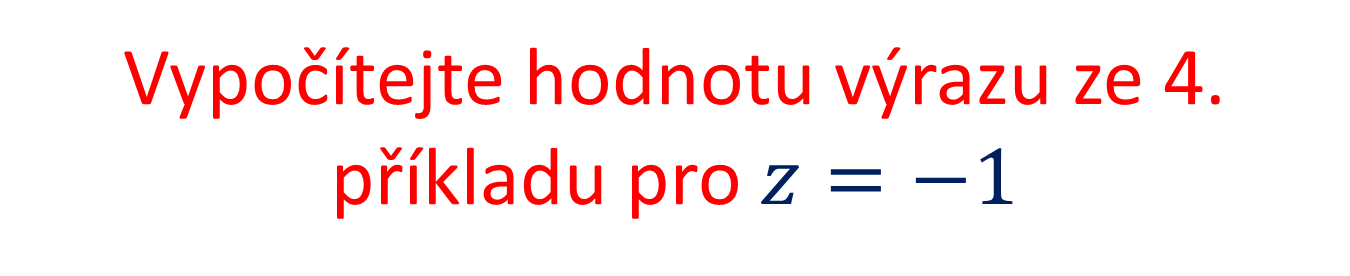 Vypočítejte hodnotu výrazu ze 4.
příkladu pro z = −1